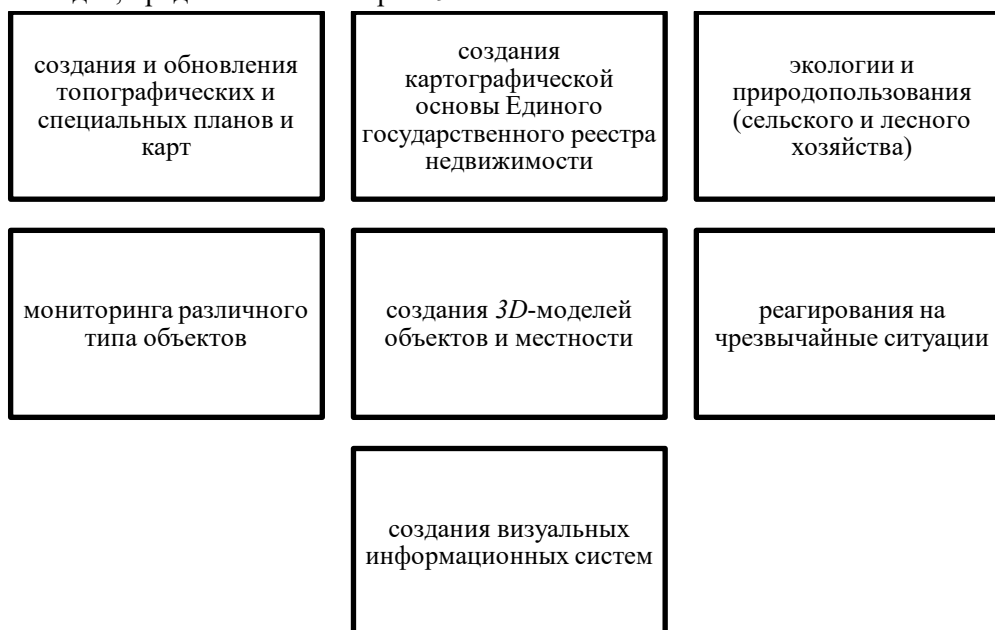 создания и обновления
топографических и
специальных планов и
карт
создания
картографической
основы Единого
государственного реестра
недвижимости
экологии и
природопользования
(сельского и лесного
хозяйства)
мониторинга различного
типа объектов
создания 3D-моделей
объектов и местности
реагирования на
чрезвычайные ситуации
создания визуальных
информационных систем